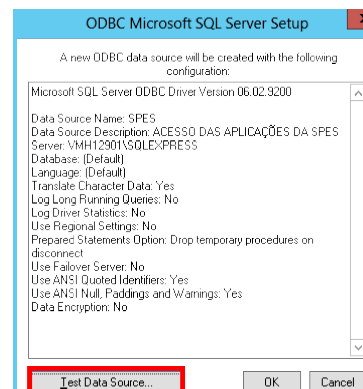 ODBC Microsoft SQL Server Setup
A new ODBC data source will be created with the following
configuration:
Microsoft SQL Server ODBC Driver Version 06.02.9200
Data Source Name: SPES
Data Source Description: ACESSO DAS APLICAÇÕES DA SPES
Server: VMH12901\SQLEXPRESS
Database: (Default)
Language: (Default)
Translate Character Data: Yes
Log Long Running Queries: No
Log Driver Statistics: No
Use Regional Settings: No
Prepared Statements Option: Drop temporary procedures on
disconnect
Use Failover Server: No
Use ANSI Quoted Identifiers: Yes
Use ANSI Null, Paddings and Warnings: Yes
Data Encryption: No
Test Data Source...
OK
Cancel